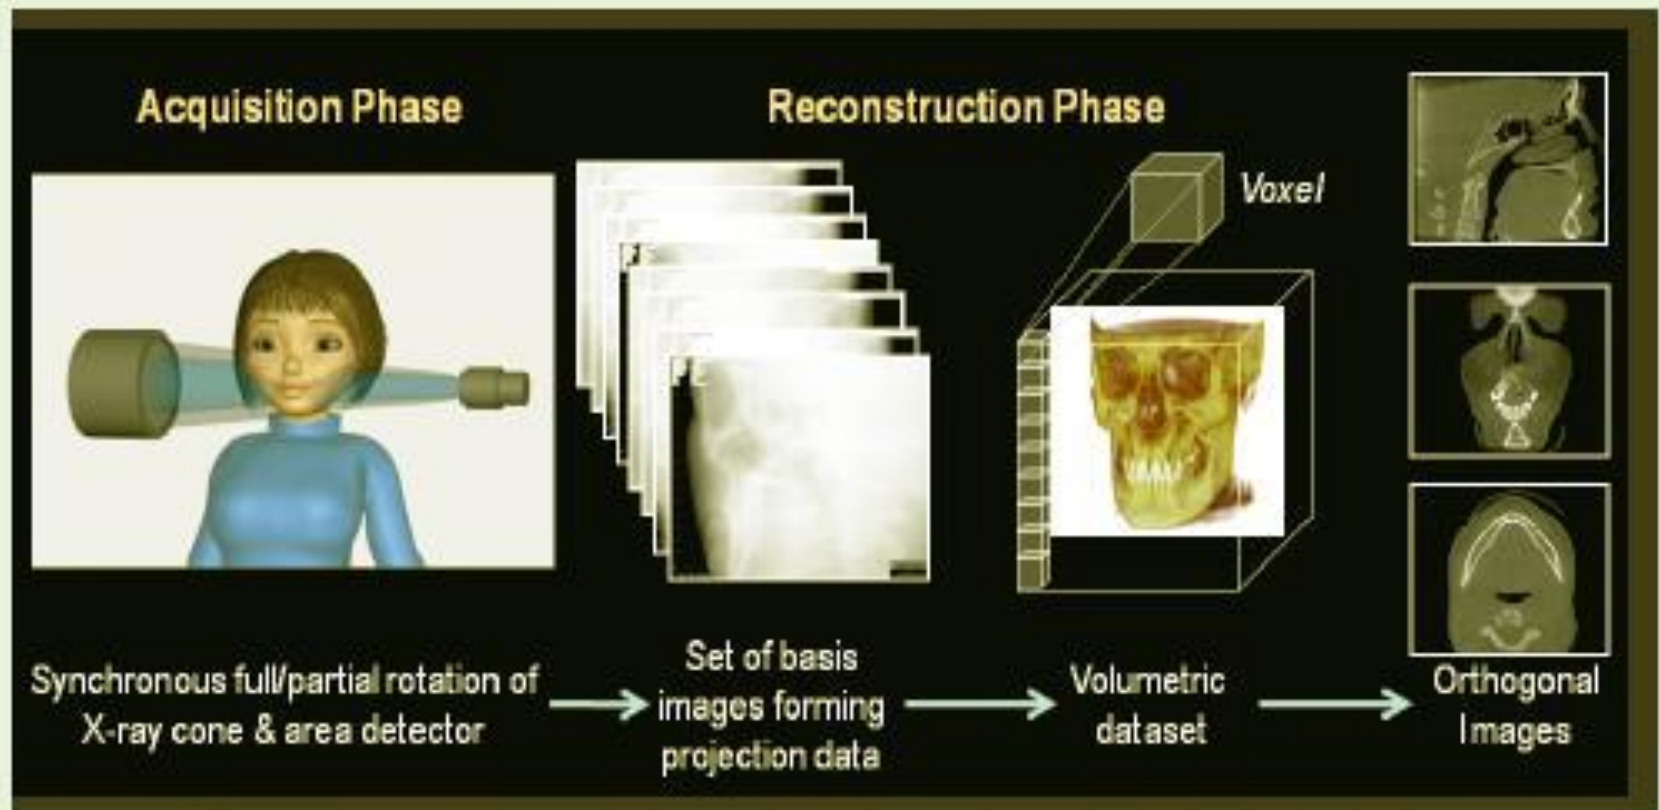 Acquisition Phase
Reconstruction Phase
Voxel
Synchronous full/partial rotation of
X-ray cone & area detector
Set of basis
images forming
projection data
Volumetric
dataset
Orthogonal
Images